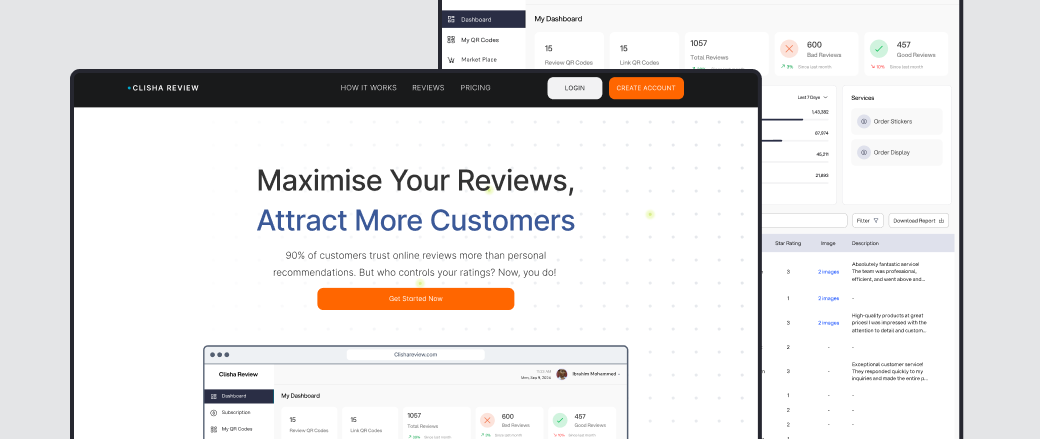 Dashboard
My QR Codes
Market Place
My Dashboard
15
Review QR Codes
15
Link QR Codes
1057
Total Reviews
600
Bad Reviews
3% Since last month
457
Good Reviews
10% Since last month
Last 7 Days
1,43,382
87,974
45,211
21,893
Services
Order Stickers
Order Display
Filter
Download Report
Star Rating Image Description
3 2 images Absolutely fantastic service!
The team was professional,
efficient, and went above and...
1 2 images -
3 2 images High-quality products at great
prices! I was impressed with the
attention to detail and custom...
2 - -
3 - Exceptional customer service!
They responded quickly to my
inquiries and made the entire p...
1 - -
2 - -
2 - -
CLISHA REVIEW
HOW IT WORKS REVIEWS PRICING
LOGIN
CREATE ACCOUNT
Maximise Your Reviews,
Attract More Customers
90% of customers trust online reviews more than personal
recommendations. But who controls your ratings? Now, you do!
Get Started Now
Clishareview.com
Clisha Review
Mon, Sep 9, 2024
Ibrahim Mohammed
Dashboard
Subscription
My QR Codes
My Dashboard
15
Review QR Codes
15
Link QR Codes
1057
Total Reviews
600
Bad Reviews
3% Since last month
457
Good Reviews
10% Since last month